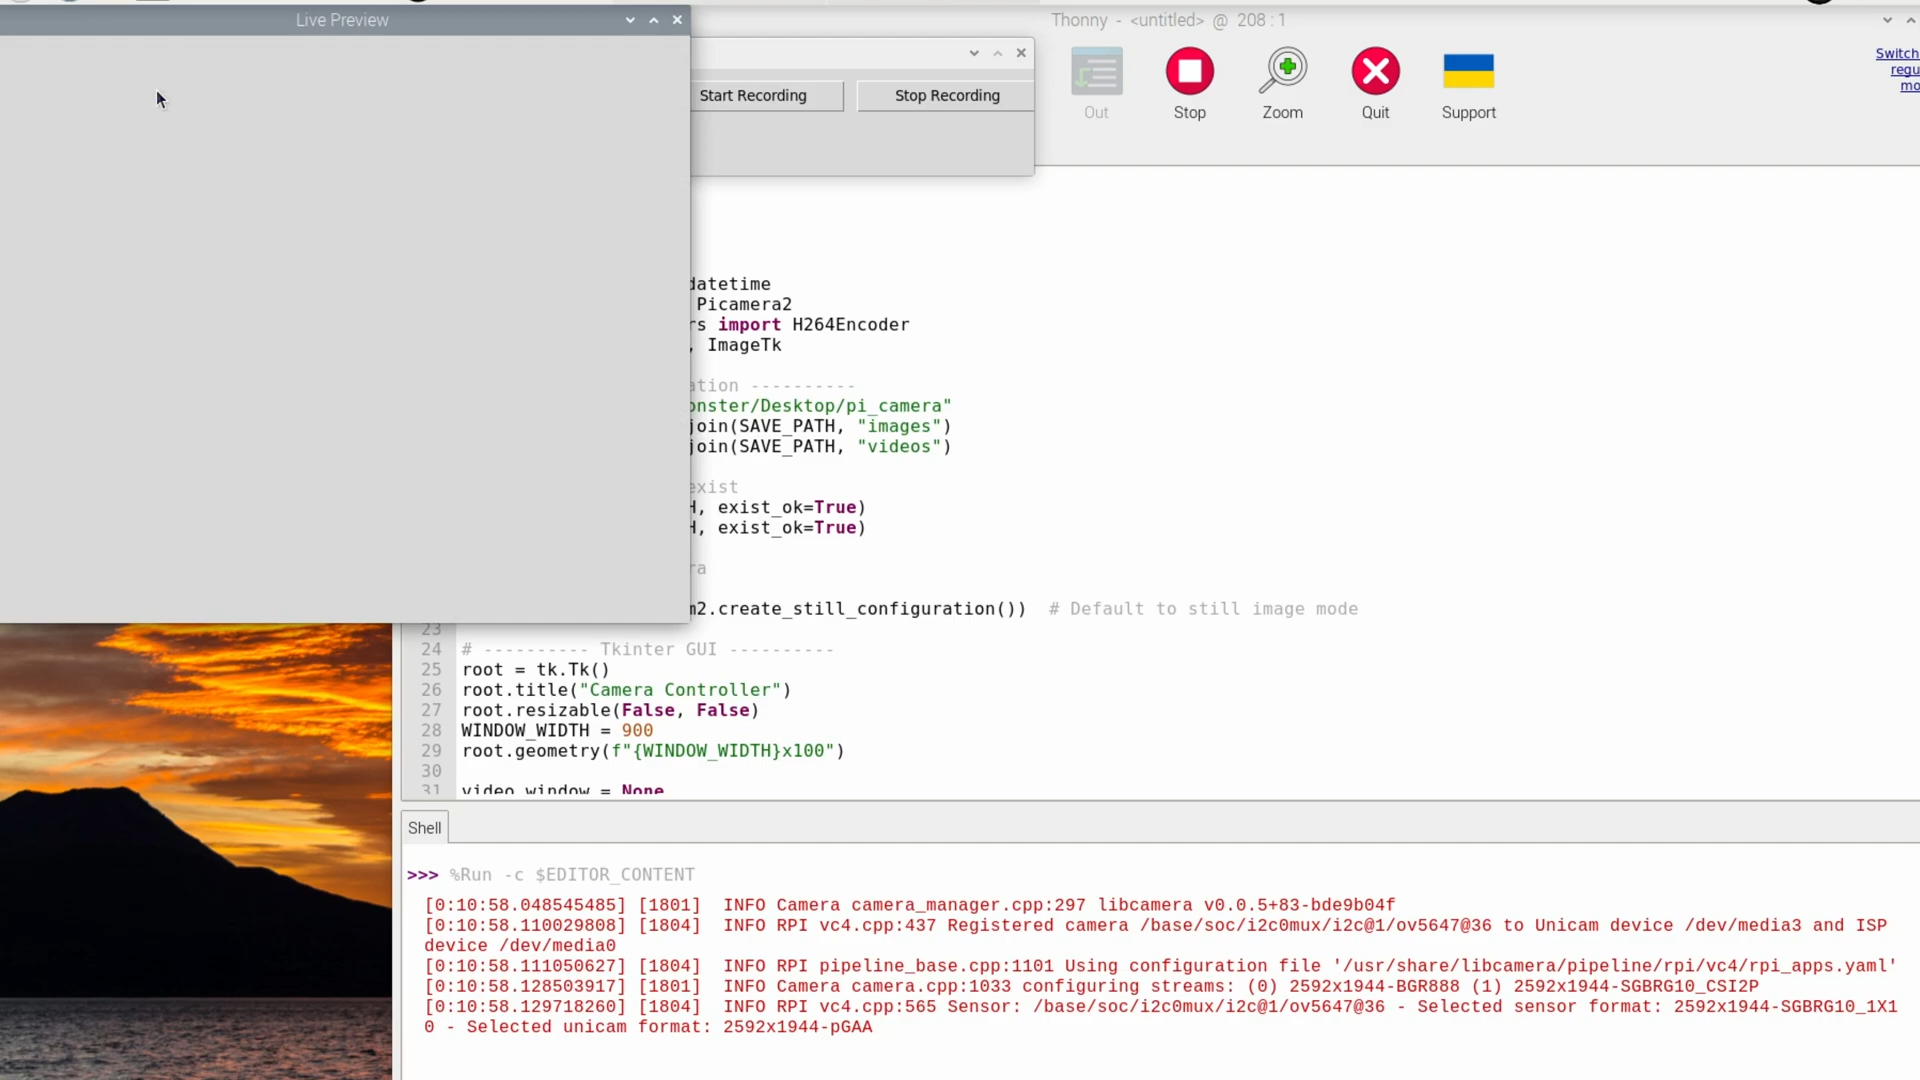 Live Preview
Thonny - <untitled> @ 208 : 1
Start Recording
Stop Recording
Out
Stop
Zoom
Quit
Support
Switch
regu
mo
datetime
Picamera2
rs import H264Encoder
, ImageTk
ation ----------
onster/Desktop/pi_camera"
join(SAVE_PATH, "images")
join(SAVE_PATH, "videos")
exist
H, exist_ok=True)
H, exist_ok=True)
ra
m2.create_still_configuration()) # Default to still image mode
23
24 # ---------- Tkinter GUI ----------
25 root = tk.Tk()
26 root.title("Camera Controller")
27 root.resizable(False, False)
28 WINDOW_WIDTH = 900
29 root.geometry(f"{WINDOW_WIDTH}x100")
30
31 video_window = None
Shell
>>> %Run -c $EDITOR_CONTENT
[0:10:58.048545485] [1801] INFO Camera camera_manager.cpp:297 libcamera v0.0.5+83-bde9b04f
[0:10:58.110029808] [1804] INFO RPI vc4.cpp:437 Registered camera /base/soc/i2c0mux/i2c@1/ov5647@36 to Unicam device /dev/media3 and ISP
device /dev/media0
[0:10:58.111050627] [1804] INFO RPI pipeline_base.cpp:1101 Using configuration file '/usr/share/libcamera/pipeline/rpi/vc4/rpi_apps.yaml'
[0:10:58.128503917] [1801] INFO Camera camera.cpp:1033 configuring streams: (0) 2592x1944-BGR888 (1) 2592x1944-SGBRG10_CSI2P
[0:10:58.129718260] [1804] INFO RPI vc4.cpp:565 Sensor: /base/soc/i2c0mux/i2c@1/ov5647@36 - Selected sensor format: 2592x1944-SGBRG10_1X1
0 - Selected unicam format: 2592x1944-pGAA